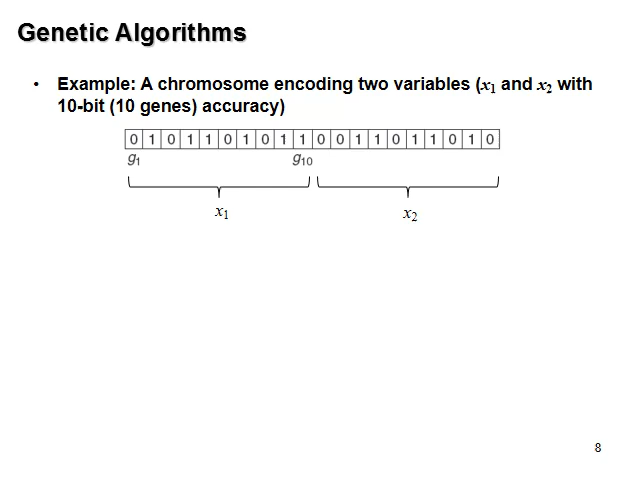 Genetic Algorithms
• Example: A chromosome encoding two variables (x1 and x2 with
10-bit (10 genes) accuracy)
0 1 0 1 1 0 1 0 1 1 0 0 1 1 0 1 1 0 1 0
g1 g10
x1 x2
8